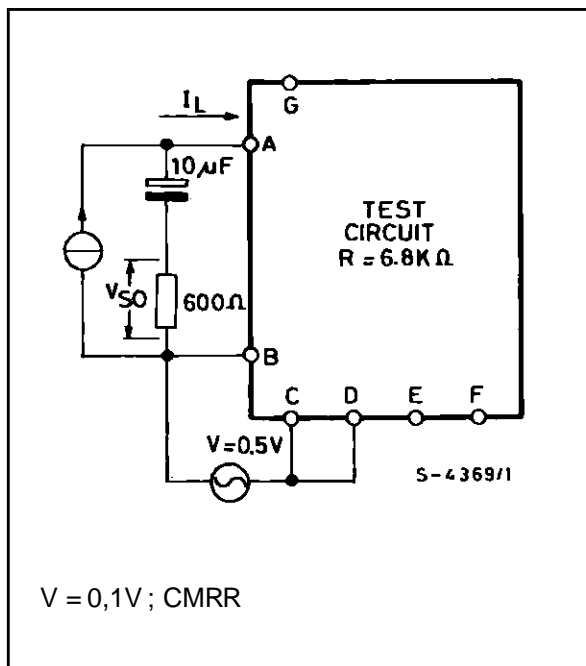 G
I_L
A
10µF
TEST
CIRCUIT
R = 6.8KΩ
V_SO
600Ω
B
C D E F
V=0.5V
S-4369/1
V = 0,1V ; CMRR